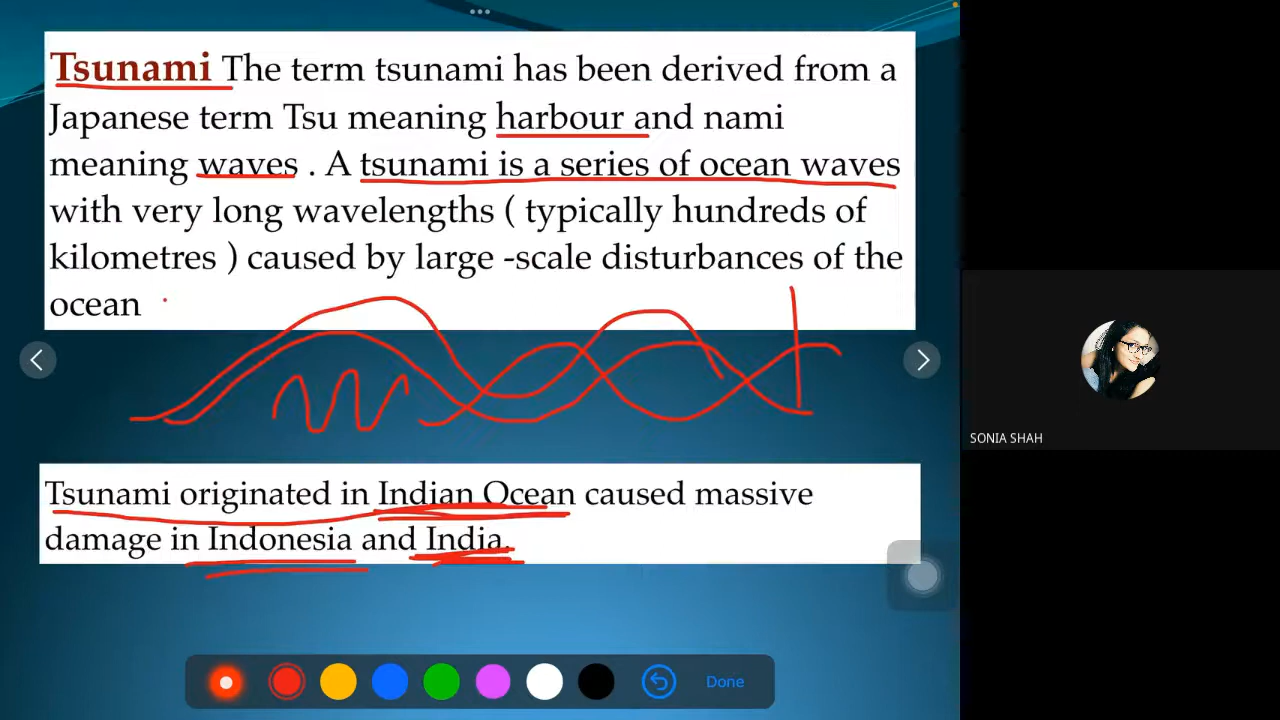 Tsunami The term tsunami has been derived from a
Japanese term Tsu meaning harbour and nami
meaning waves . A tsunami is a series of ocean waves
with very long wavelengths ( typically hundreds of
kilometres ) caused by large -scale disturbances of the
ocean
SONIA SHAH
Tsunami originated in Indian Ocean caused massive
damage in Indonesia and India.
Done